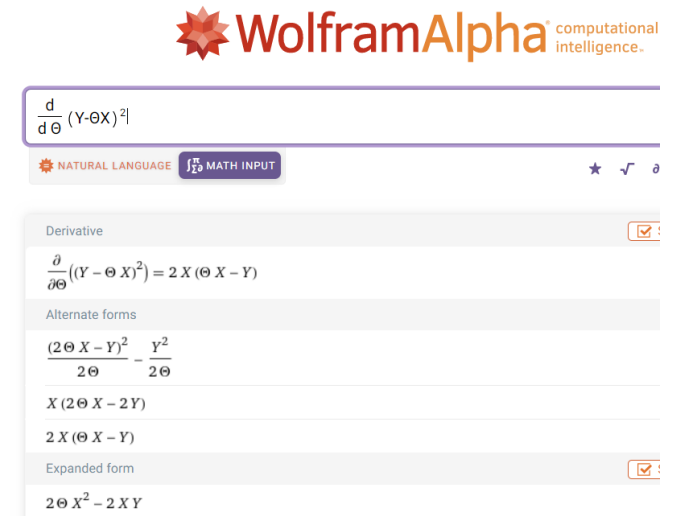 WolframAlpha computational intelligence.
d/dΘ (Y-ΘX)²
NATURAL LANGUAGE MATH INPUT
Derivative
∂/∂Θ((Y – Θ X)²) = 2 X (Θ X – Y)
Alternate forms
(2 Θ X – Y)²/2 Θ – Y²/2 Θ
X (2 Θ X – 2 Y)
2 X (Θ X – Y)
Expanded form
2 Θ X² – 2 X Y